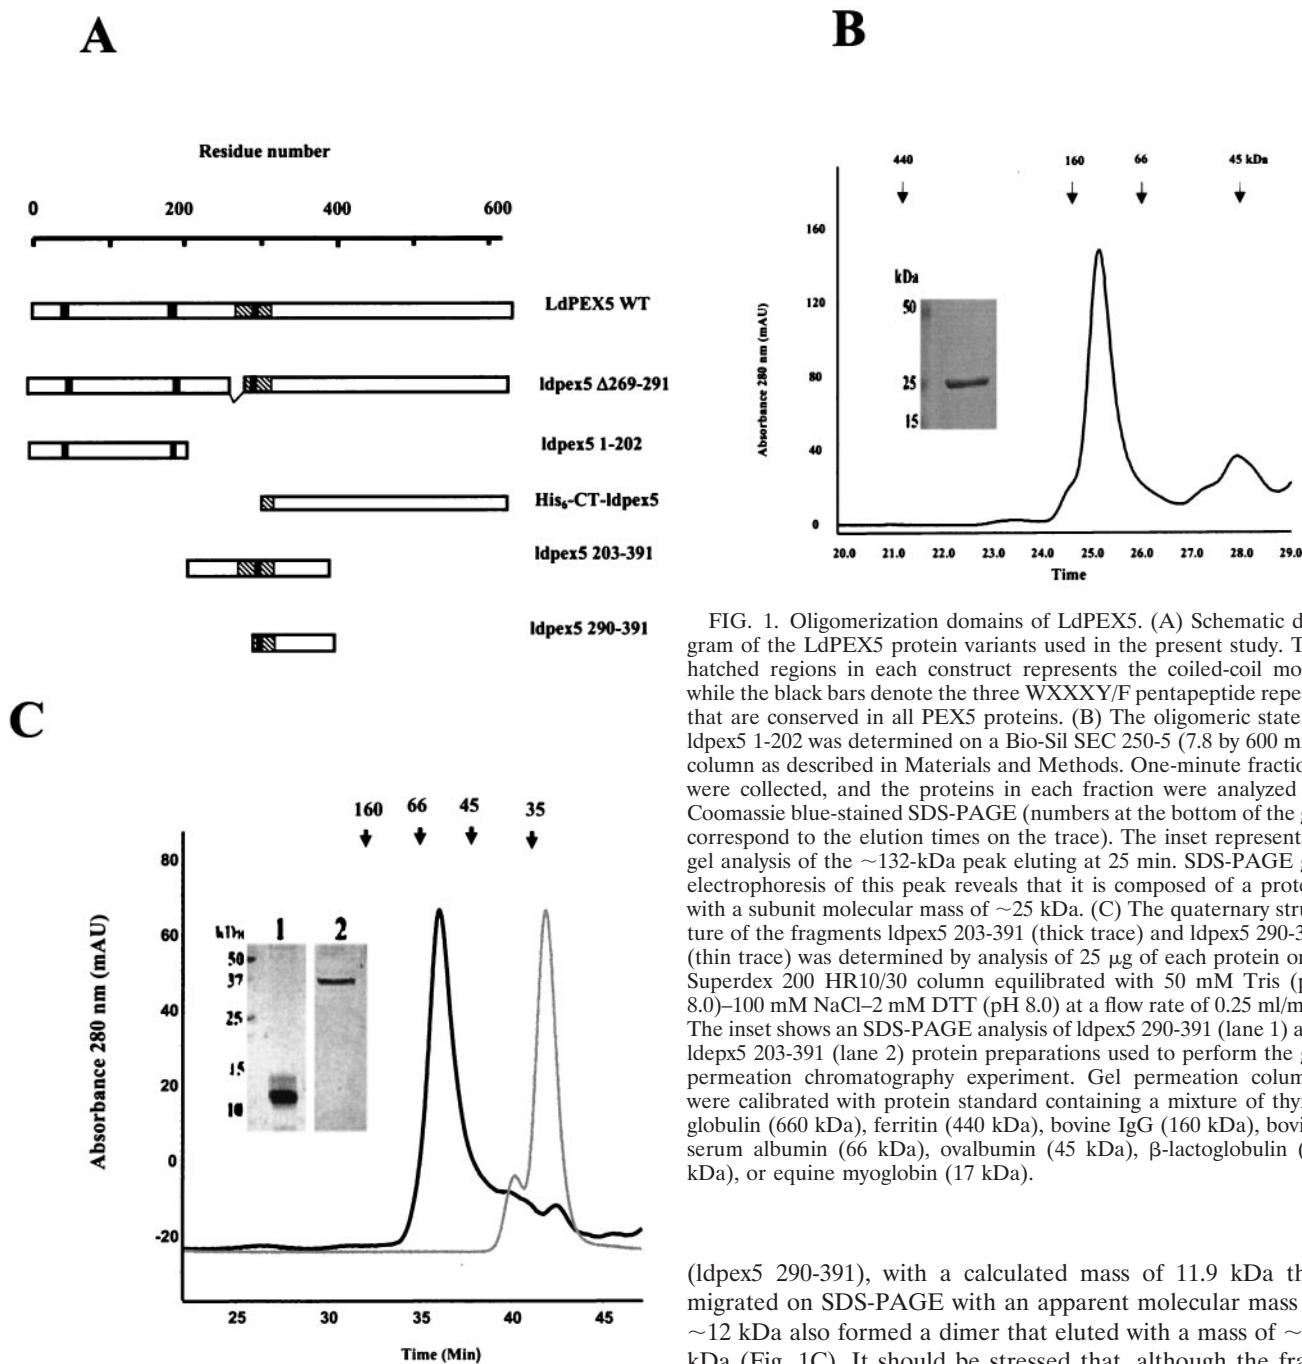 A
Residue number
0 200 400 600
LdPEX5 WT
ldpex5 Δ269-291
ldpex5 1-202
His₆-CT-ldpex5
ldpex5 203-391
ldpex5 290-391
B
440 160 66 45 kDa
160
120
80
40
0
Absorbance 280 nm (mAU)
kDa
50
25
15
20.0 21.0 22.0 23.0 24.0 25.0 26.0 27.0 28.0 29.0
Time
C
160 66 45 35
80
60
40
20
0
-20
Absorbance 280 nm (mAU)
kDa 1 2
50
37
25
15
10
25 30 35 40 45
Time (Min)
FIG. 1. Oligomerization domains of LdPEX5. (A) Schematic
gram of the LdPEX5 protein variants used in the present study.
hatched regions in each construct represents the coiled-coil
while the black bars denote the three WXXXY/F pentapeptide
that are conserved in all PEX5 proteins. (B) The oligomeric state
ldpex5 1-202 was determined on a Bio-Sil SEC 250-5 (7.8 by 600
column as described in Materials and Methods. One-minute
were collected, and the proteins in each fraction were analyzed
Coomassie blue-stained SDS-PAGE (numbers at the bottom of the
correspond to the elution times on the trace). The inset
gel analysis of the ~132-kDa peak eluting at 25 min. SDS-PAGE
electrophoresis of this peak reveals that it is composed of a
with a subunit molecular mass of ~25 kDa. (C) The quaternary
ture of the fragments ldpex5 203-391 (thick trace) and ldpex5
(thin trace) was determined by analysis of 25 μg of each protein
Superdex 200 HR10/30 column equilibrated with 50 mM Tris
8.0)–100 mM NaCl–2 mM DTT (pH 8.0) at a flow rate of 0.25
The inset shows an SDS-PAGE analysis of ldpex5 290-391 (lane 1)
ldepx5 203-391 (lane 2) protein preparations used to perform the
permeation chromatography experiment. Gel permeation
were calibrated with protein standard containing a mixture of
globulin (660 kDa), ferritin (440 kDa), bovine IgG (160 kDa),
serum albumin (66 kDa), ovalbumin (45 kDa), β-lactoglobulin
kDa), or equine myoglobin (17 kDa).
(ldpex5 290-391), with a calculated mass of 11.9 kDa
migrated on SDS-PAGE with an apparent molecular mass
~12 kDa also formed a dimer that eluted with a mass of
kDa (Fig. 1C). It should be stressed that, although the